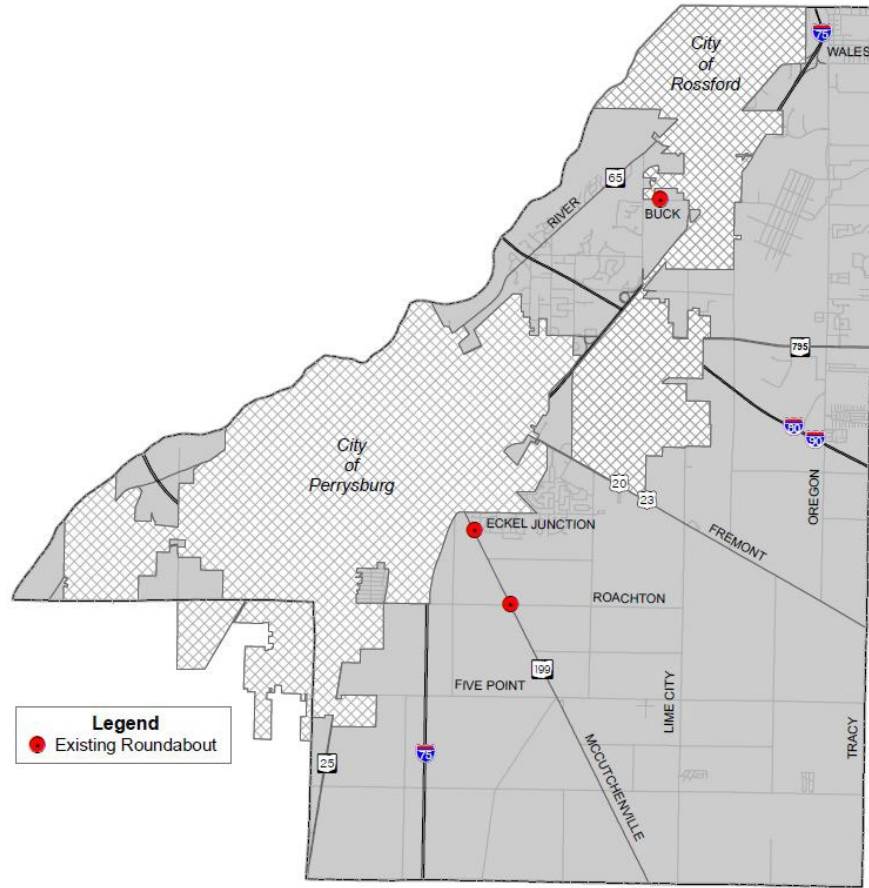 City
of
Rossford
75
WALES
65
RIVER
BUCK
795
City
of
Perrysburg
80
90
20
23
OREGON
ECKEL JUNCTION
FREMONT
ROACHTON
199
FIVE POINT
LIME CITY
MCCUTCHENVILLE
TRACY
75
25
Legend
Existing Roundabout